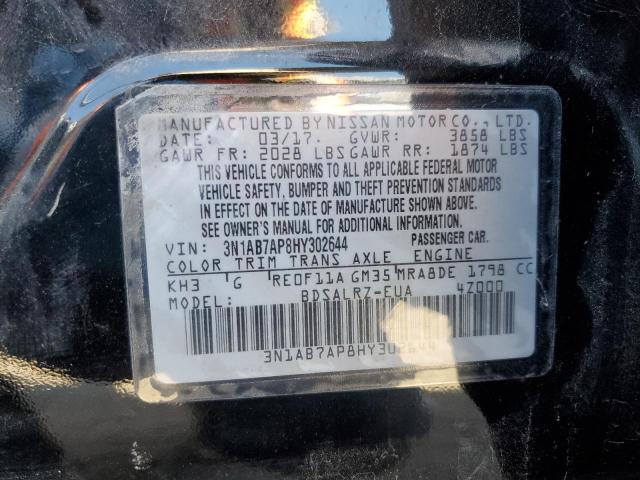 MANUFACTURED BY NISSAN MOTOR CO., LTD.
DATE: 03/17. GVWR: 3858 LBS
GAWR FR: 2028 LBS GAWR RR: 1874 LBS
THIS VEHICLE CONFORMS TO ALL APPLICABLE FEDERAL MOTOR
VEHICLE SAFETY, BUMPER AND THEFT PREVENTION STANDARDS
IN EFFECT ON THE DATE OF MANUFACTURE SHOWN ABOVE.
SEE OWNER'S MANUAL FOR ADDITIONAL INFORMATION.
VIN: 3N1AB7AP8HY302644 PASSENGER CAR.
COLOR TRIM TRANS AXLE ENGINE
KH3 G RE0F11A GM35 MRA8DE 1798 CC
MODEL: BDSALRZ-EUA 4Z000
3N1AB7AP8HY302644